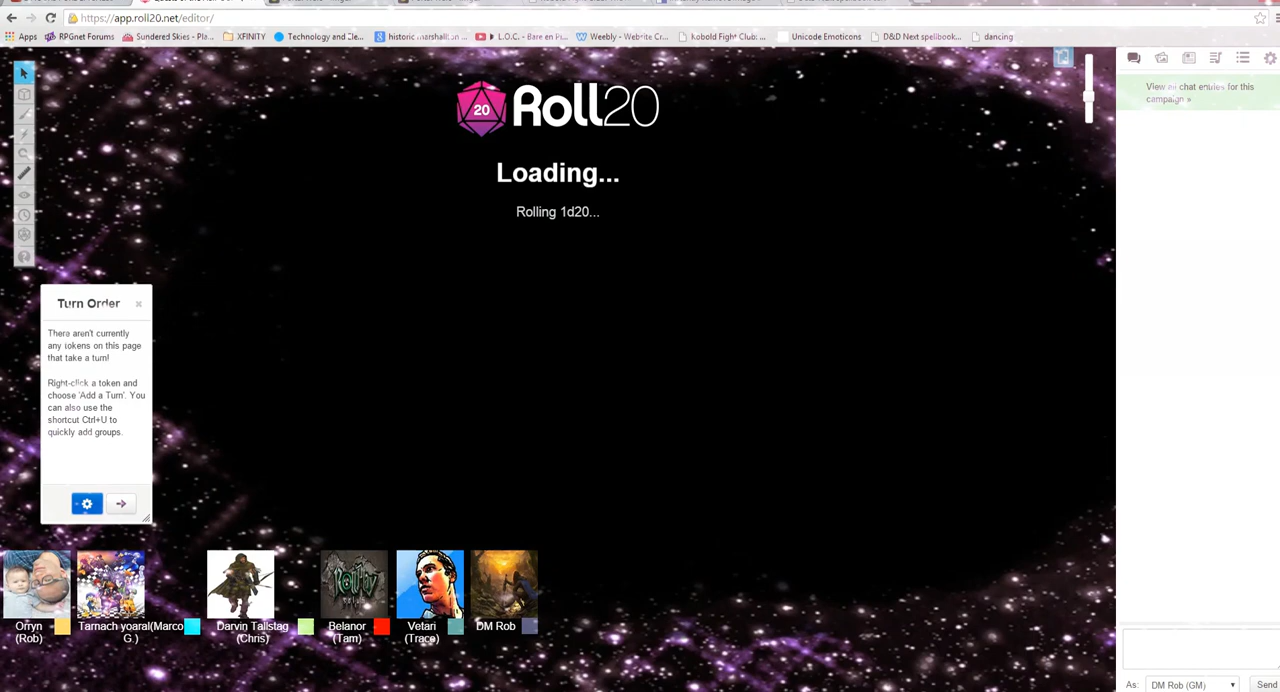 https://app.roll20.net/editor/
Apps
RPGnet Forums
Sundered Skies - Pla...
XFINITY
Technology and Ele...
historic marshallton ...
L.O.C. - Bare en Pi...
Weebly - Website Cr...
Kobold Fight Club: ...
Unicode Emoticons
D&D Next spellbook...
dancing
20
Roll20
Loading...
Rolling 1d20...
View all chat entries for this
campaign »
Turn Order
There aren't currently
any tokens on this page
that take a turn!
Right-click a token and
choose 'Add a Turn'. You
can also use the
shortcut Ctrl+U to
quickly add groups.
Orryn
(Rob)
Tarnach yoaral(Marco
G.)
Darvin Tallstag
(Chris)
Belanor
(Tam)
Vetari
(Trace)
DM Rob
As:
DM Rob (GM)
Send